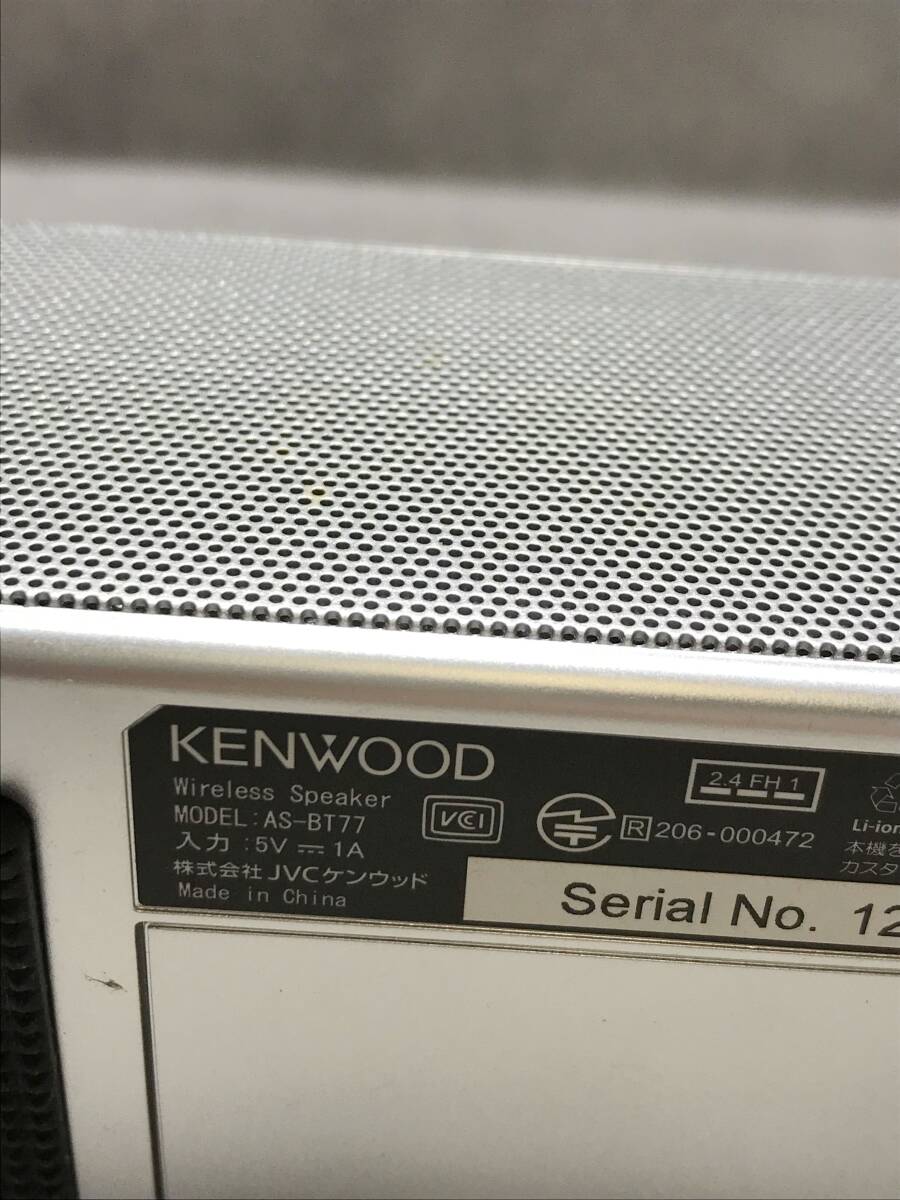 KENWOOD
Wireless Speaker
MODEL:AS-BT77
入力:5V ⎓ 1A
株式会社JVCケンウッド
Made in China
VCCI
2.4 FH 1
R 206-000472
Li-ion
本機を
カスタ
Serial No. 12